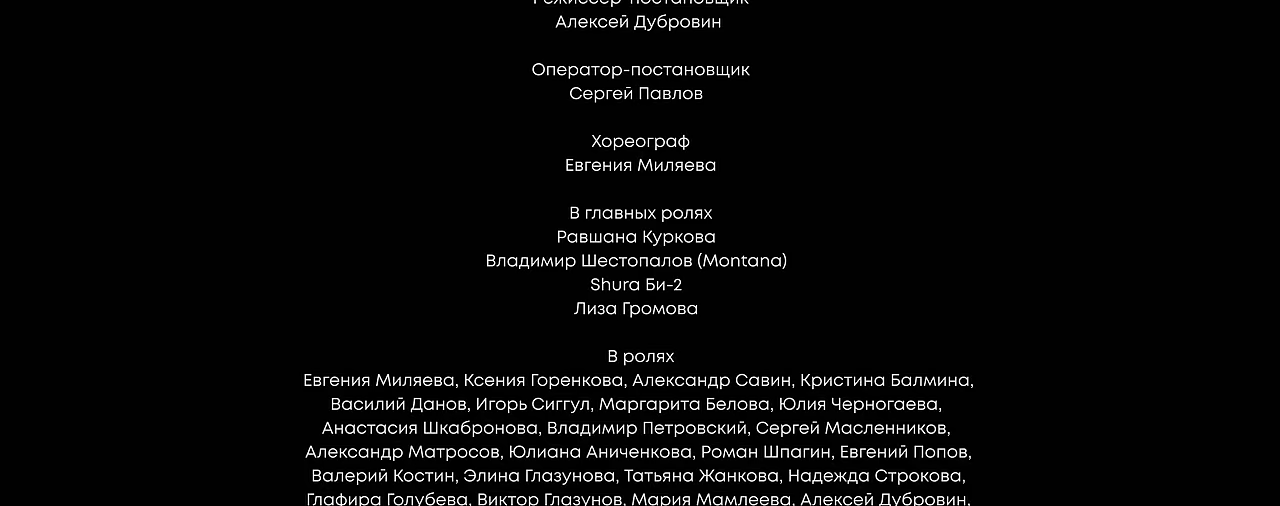 Режиссер-постановщик
Алексей Дубровин
Оператор-постановщик
Сергей Павлов
Хореограф
Евгения Миляева
В главных ролях
Равшана Куркова
Владимир Шестопалов (Montana)
Shura Би-2
Лиза Громова
В ролях
Евгения Миляева, Ксения Горенкова, Александр Савин, Кристина Балмина,
Василий Данов, Игорь Сиггул, Маргарита Белова, Юлия Черногаева,
Анастасия Шкабронова, Владимир Петровский, Сергей Масленников,
Александр Матросов, Юлиана Аниченкова, Роман Шпагин, Евгений Попов,
Валерий Костин, Элина Глазунова, Татьяна Жанкова, Надежда Строкова,
Глафира Голубева, Виктор Глазунов, Мария Мамлеева, Алексей Дубровин,